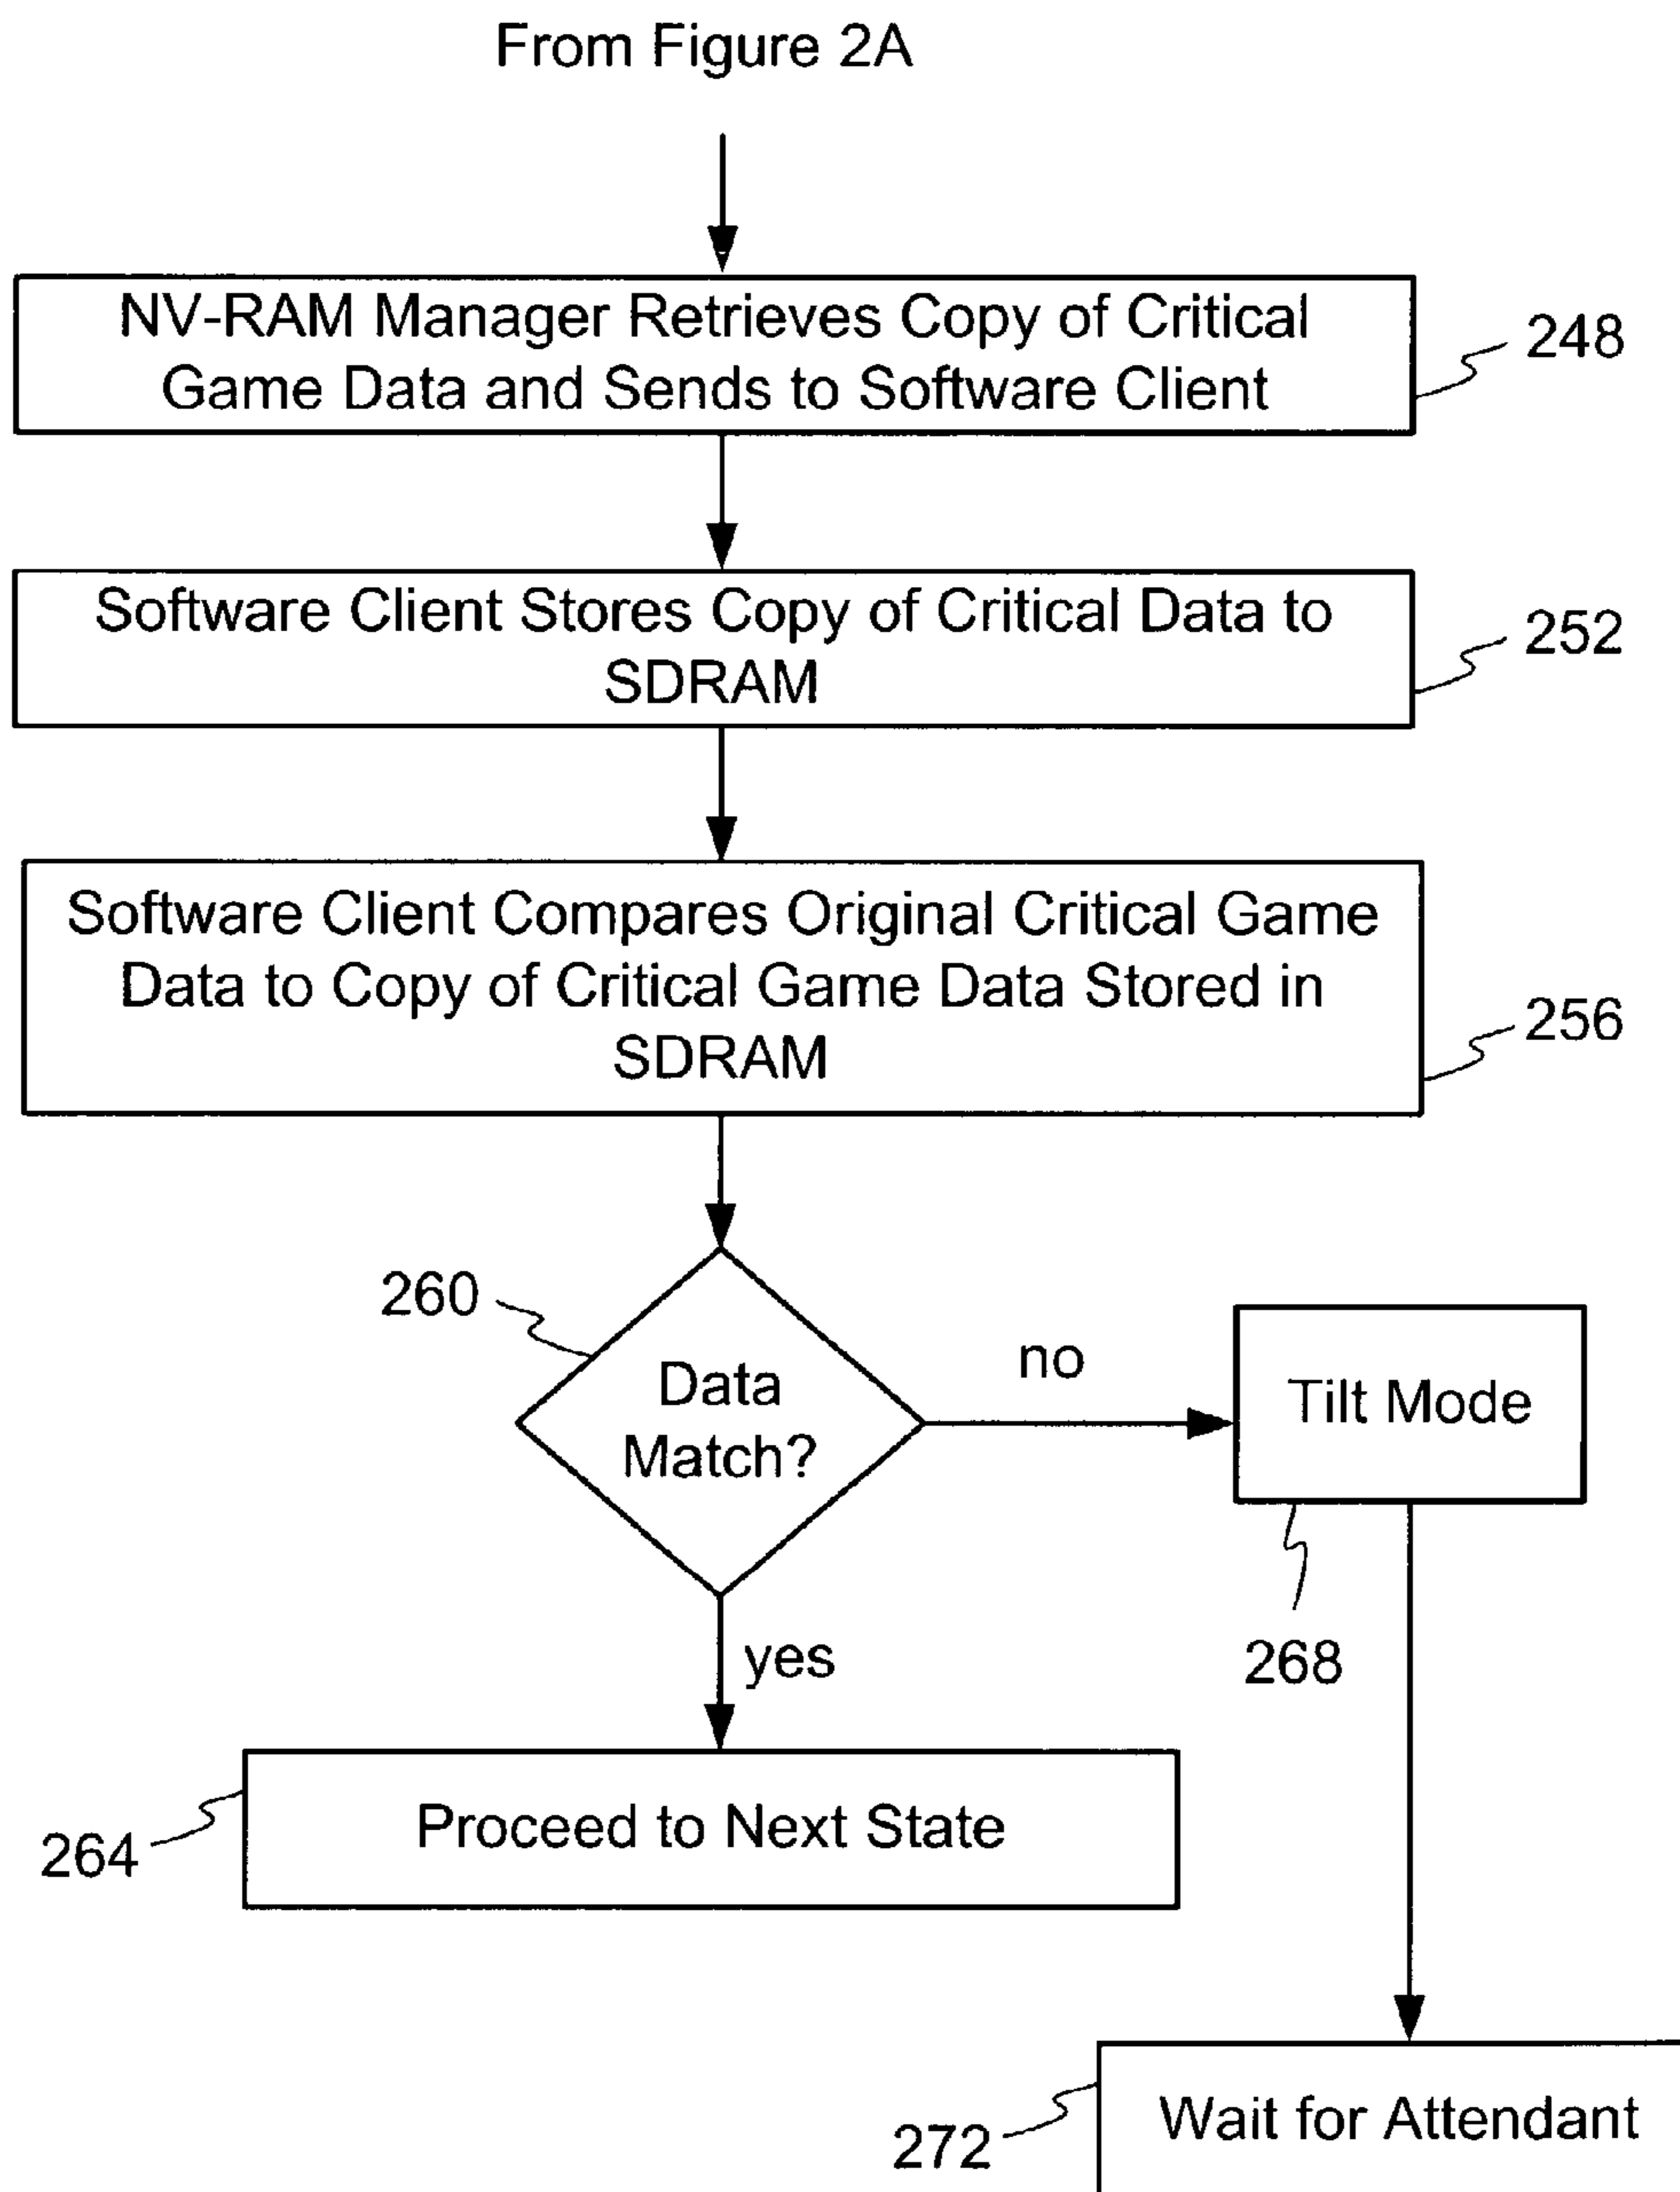 From Figure 2A
NV-RAM Manager Retrieves Copy of Critical
Game Data and Sends to Software Client
248
Software Client Stores Copy of Critical Data to
SDRAM
252
Software Client Compares Original Critical Game
Data to Copy of Critical Game Data Stored in
SDRAM
256
260
Data
Match?
no
Tilt Mode
268
yes
Proceed to Next State
264
Wait for Attendant
272